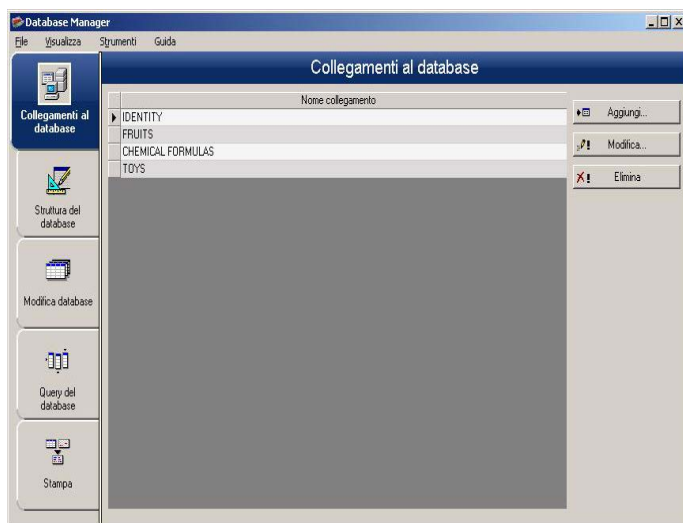 Database Manager
File Visualizza Strumenti Guida
Collegamenti al database
Collegamenti al
database
Struttura del
database
Modifica database
Query del
database
Stampa
Nome collegamento
IDENTITY
FRUITS
CHEMICAL FORMULAS
TOYS
Aggiungi...
Modifica...
Elimina